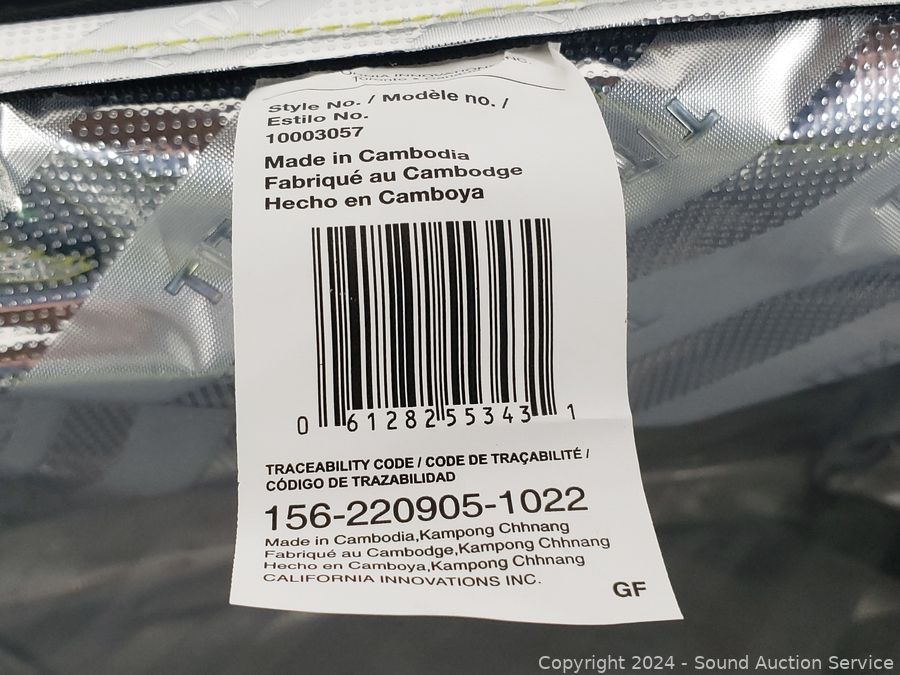 INNOVATIONS INC.
Style No. / Modèle no. /
Estilo No.
10003057
Made in Cambodia
Fabriqué au Cambodge
Hecho en Camboya
0 61282 55343 1
TRACEABILITY CODE / CODE DE TRAÇABILITÉ /
CÓDIGO DE TRAZABILIDAD
156-220905-1022
Made in Cambodia,Kampong Chhnang
Fabriqué au Cambodge,Kampong Chhnang
Hecho en Camboya,Kampong Chhnang
CALIFORNIA INNOVATIONS INC.
GF
Copyright 2024 - Sound Auction Service